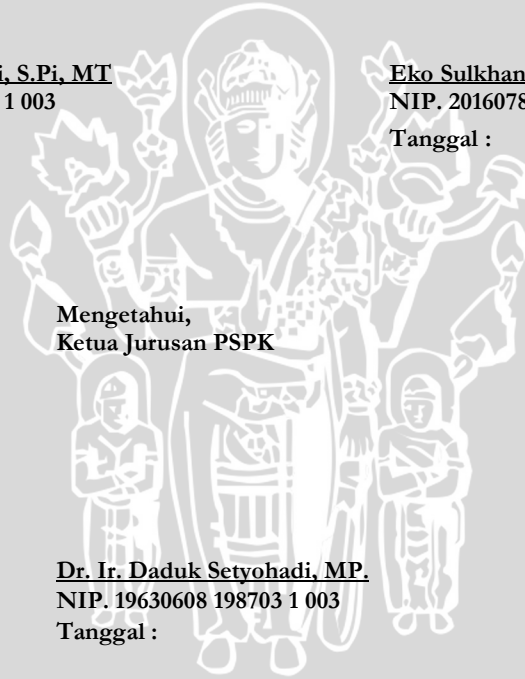 i, S.Pi, MT
1 003
Eko Sulkhan
NIP. 2016078
Tanggal :
Mengetahui,
Ketua Jurusan PSPK
Dr. Ir. Daduk Setyohadi, MP.
NIP. 19630608 198703 1 003
Tanggal :